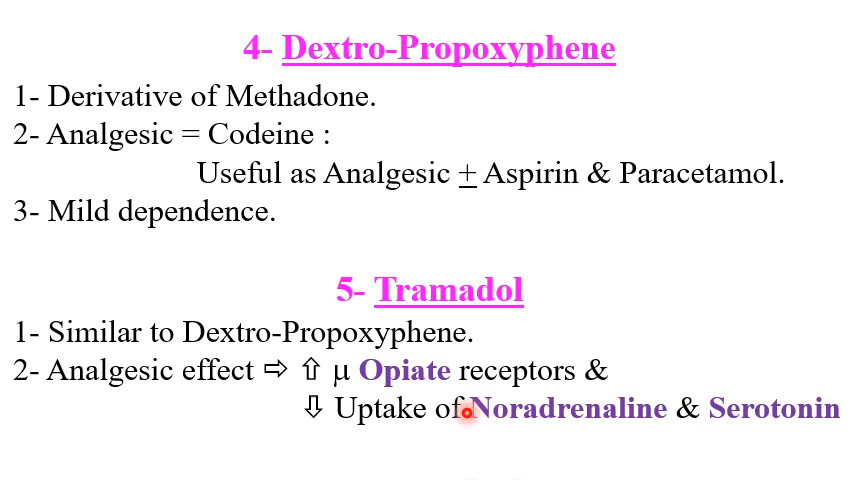 4- Dextro-Propoxyphene
1- Derivative of Methadone.
2- Analgesic = Codeine :
Useful as Analgesic ± Aspirin & Paracetamol.
3- Mild dependence.
5- Tramadol
1- Similar to Dextro-Propoxyphene.
2- Analgesic effect ⇨ ⇧ µ Opiate receptors &
⇩ Uptake of Noradrenaline & Serotonin